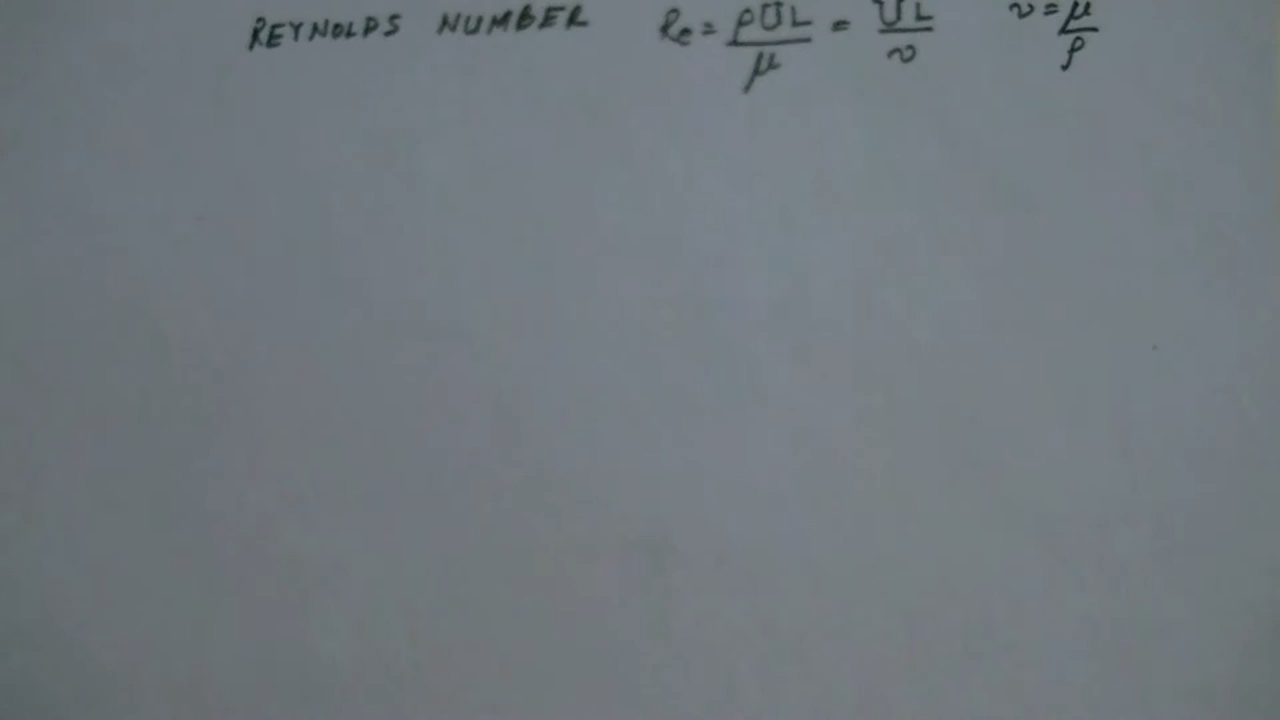 REYNOLDS NUMBER Re = ρUL/μ = UL/ν ν = μ/ρ